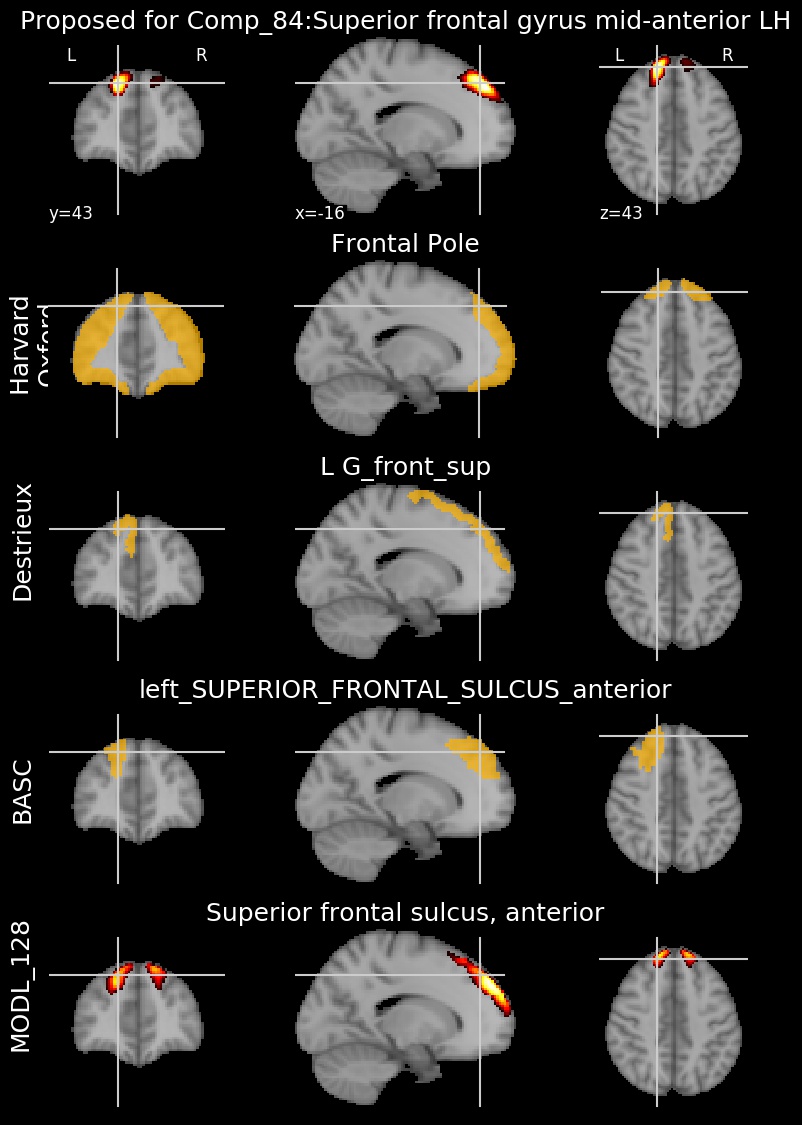 Proposed for Comp_84:Superior frontal gyrus mid-anterior LH
L R L R
y=43 x=-16 z=43
Frontal Pole
Harvard
Oxford
L G_front_sup
Destrieux
left_SUPERIOR_FRONTAL_SULCUS_anterior
BASC
Superior frontal sulcus, anterior
MODL_128